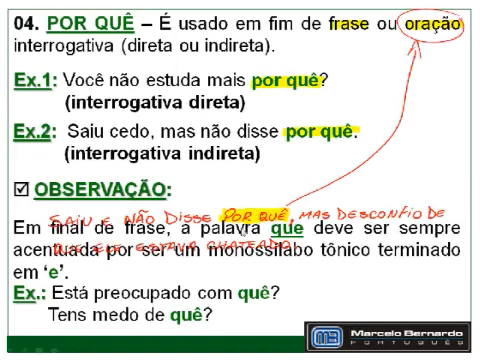 04. POR QUÊ – É usado em fim de frase ou oração
interrogativa (direta ou indireta).
Ex.1: Você não estuda mais por quê?
(interrogativa direta)
Ex.2: Saiu cedo, mas não disse por quê.
(interrogativa indireta)
☑ OBSERVAÇÃO:
SAIU E NÃO DISSE POR QUÊ, MAS DESCONFIO DE
Em final de frase, a palavra que deve ser sempre
QUE ELE ESTAVA CHATEADO
acentuada por ser um monossílabo tônico terminado
em ‘e’.
Ex.: Está preocupado com quê?
Tens medo de quê?
MB Marcelo Bernardo
PORTUGUÊS